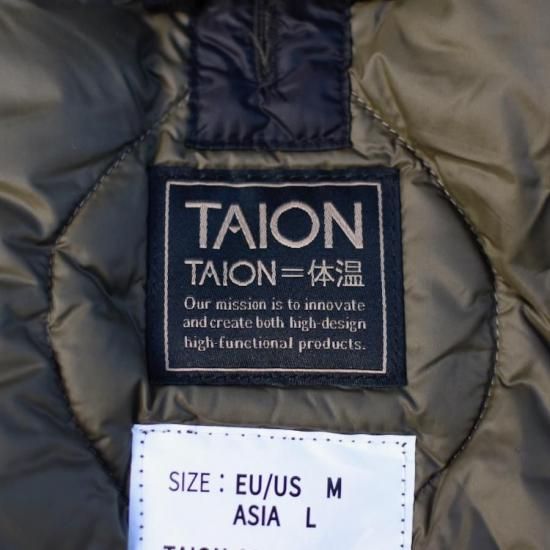 TAION
TAION=体温
Our mission is to innovate
and create both high-design
high-functional products.
SIZE : EU/US M
ASIA L